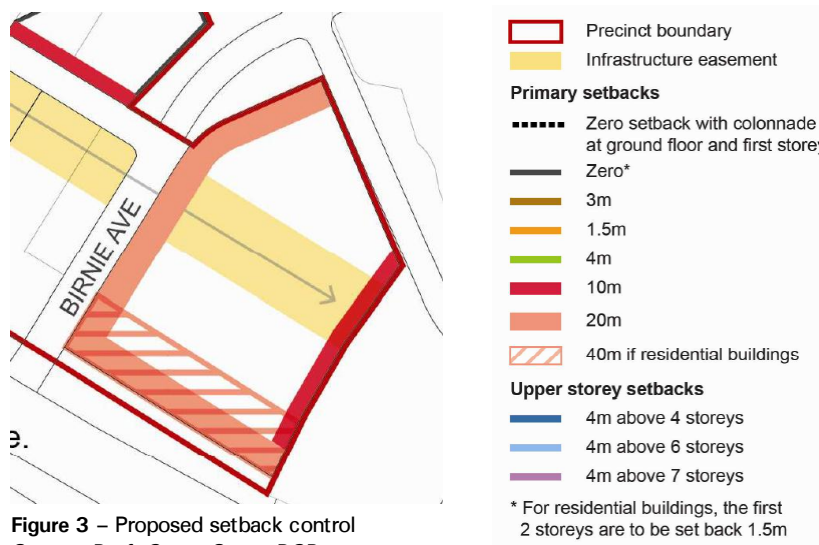 BIRNIE AVE
e.
Figure 3 – Proposed setback control
Precinct boundary
Infrastructure easement
Primary setbacks
Zero setback with colonnade
at ground floor and first storey
Zero*
3m
1.5m
4m
10m
20m
40m if residential buildings
Upper storey setbacks
4m above 4 storeys
4m above 6 storeys
4m above 7 storeys
* For residential buildings, the first
2 storeys are to be set back 1.5m